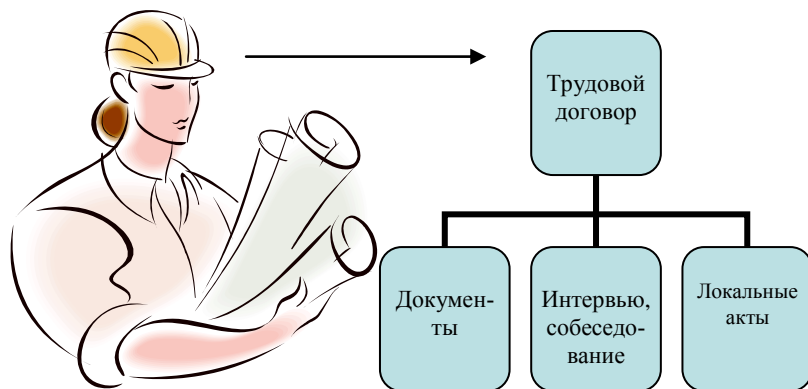 Трудовой
договор
Докумен-
ты
Интервью,
собеседо-
вание
Локальные
акты